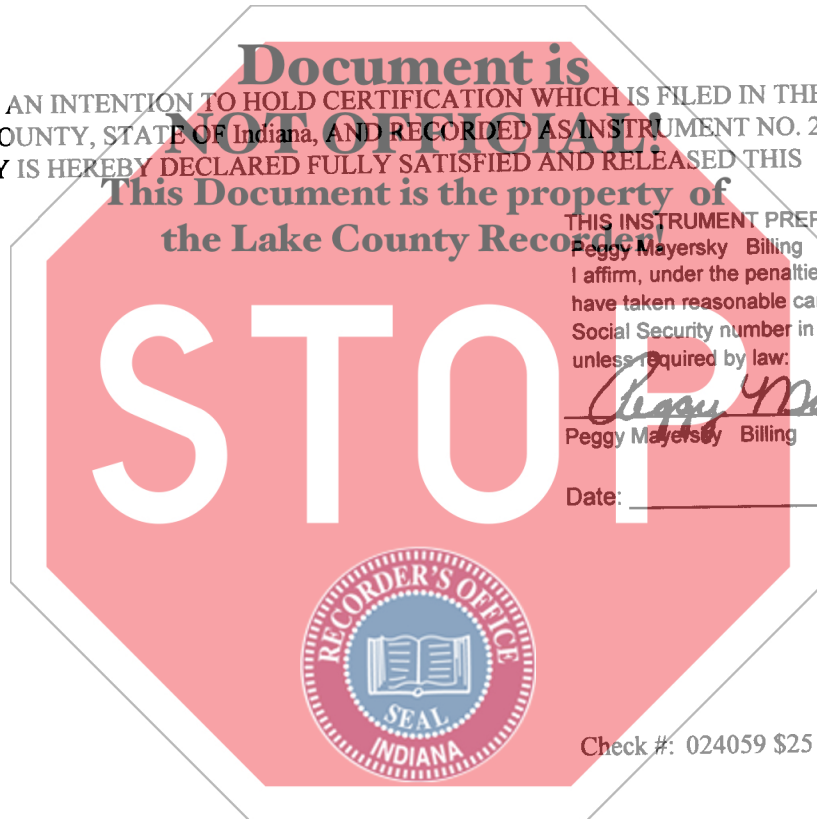 Document is
AN INTENTION TO HOLD CERTIFICATION WHICH IS FILED IN THE
NOT OFFICIAL!
OUNTY, STATE OF Indiana, AND RECORDED AS INSTRUMENT NO. 2
Y IS HEREBY DECLARED FULLY SATISFIED AND RELEASED THIS
This Document is the property of
the Lake County Recorder!
THIS INSTRUMENT PREP
Peggy Mayersky Billing
I affirm, under the penaltie
have taken reasonable ca
Social Security number in
unless required by law:
STOP
Peggy Ma
Peggy Mayersky Billing
Date:
RECORDER'S OFFICE
SEAL
INDIANA
Check #: 024059 $25